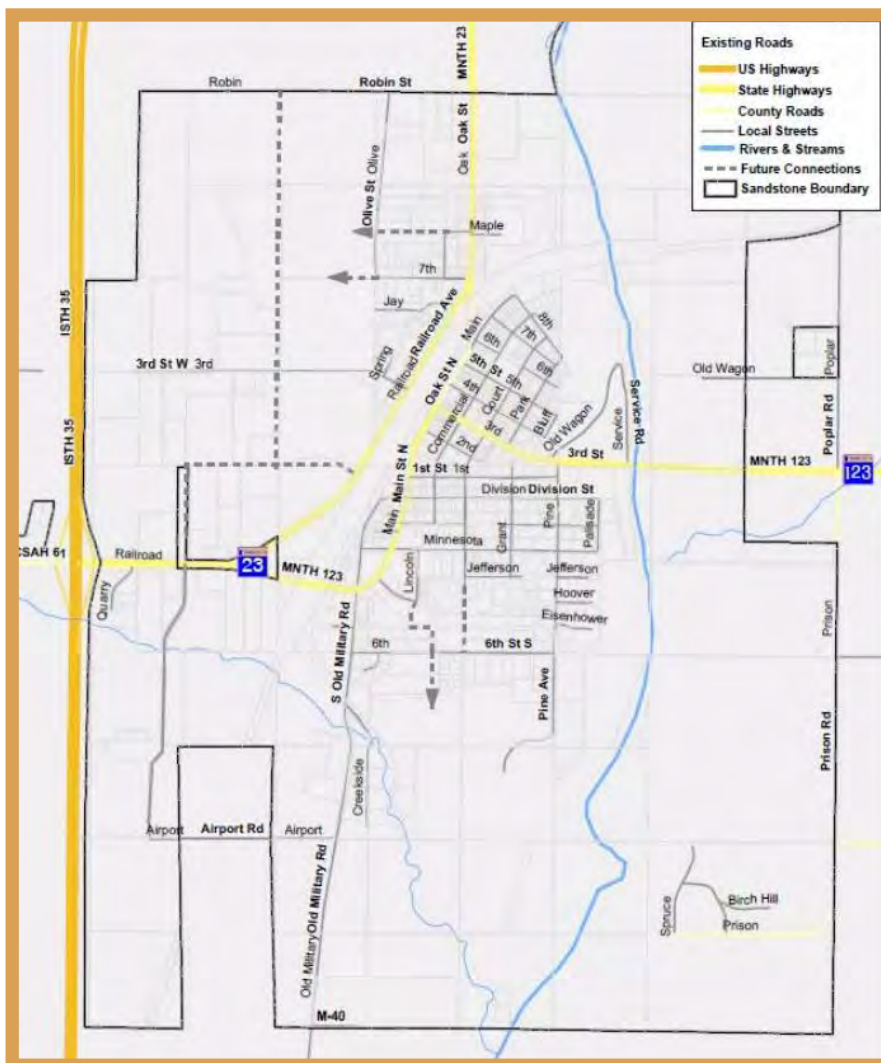 Existing Roads
US Highways
State Highways
County Roads
Local Streets
Rivers & Streams
Future Connections
Sandstone Boundary
MNTH 23
Robin
Robin St
Oak St
Oak
Olive
Olive St
ISTH 35
Maple
7th
Jay
Railroad Ave
Railroad
Spring
3rd St W
3rd
Main
6th
7th
8th
5th St
5th
6th
Oak St N
4th
Court
Park
Commercial
3rd
2nd
Bluff
Old Wagon
Service
Service Rd
Old Wagon
Poplar
Poplar Rd
ISTH 35
Main St N
Main
1st St
1st
3rd St
MNTH 123
123
Division
Division St
Pine
Palisade
Grant
Minnesota
CSAH 61
Railroad
23
MNTH 123
Lincoln
Jefferson
Jefferson
Hoover
Eisenhower
Quarry
Prison
S Old Military Rd
6th
6th St S
Pine Ave
Prison Rd
Creekside
Airport
Airport Rd
Airport
Old Military Rd
Old Military
Spruce
Birch Hill
Prison
M-40